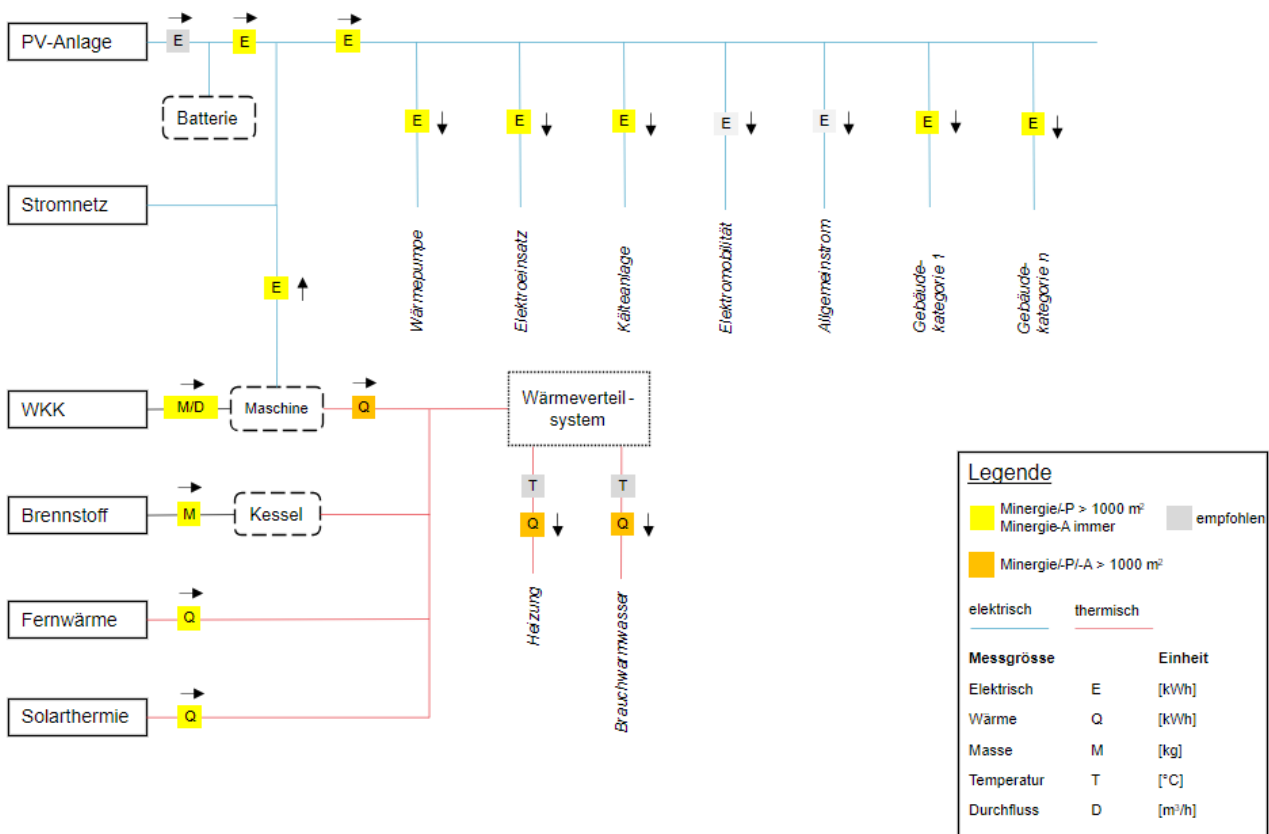 PV-Anlage
E
E
E
Batterie
E
E
E
E
E
E
E
Stromnetz
E
Wärmepumpe
Elektroeinsatz
Kälteanlage
Elektromobilität
Allgemeinstrom
Gebäude-
kategorie 1
Gebäude-
kategorie n
WKK
M/D
Maschine
Q
Wärmeverteil-
system
Brennstoff
M
Kessel
T
T
Q
Q
Heizung
Brauchwarmwasser
Fernwärme
Q
Solarthermie
Q
Legende
Minergie/-P > 1000 m²
Minergie-A immer
empfohlen
Minergie/-P/-A > 1000 m²
elektrisch thermisch
Messgrösse Einheit
Elektrisch E [kWh]
Wärme Q [kWh]
Masse M [kg]
Temperatur T [°C]
Durchfluss D [m³/h]